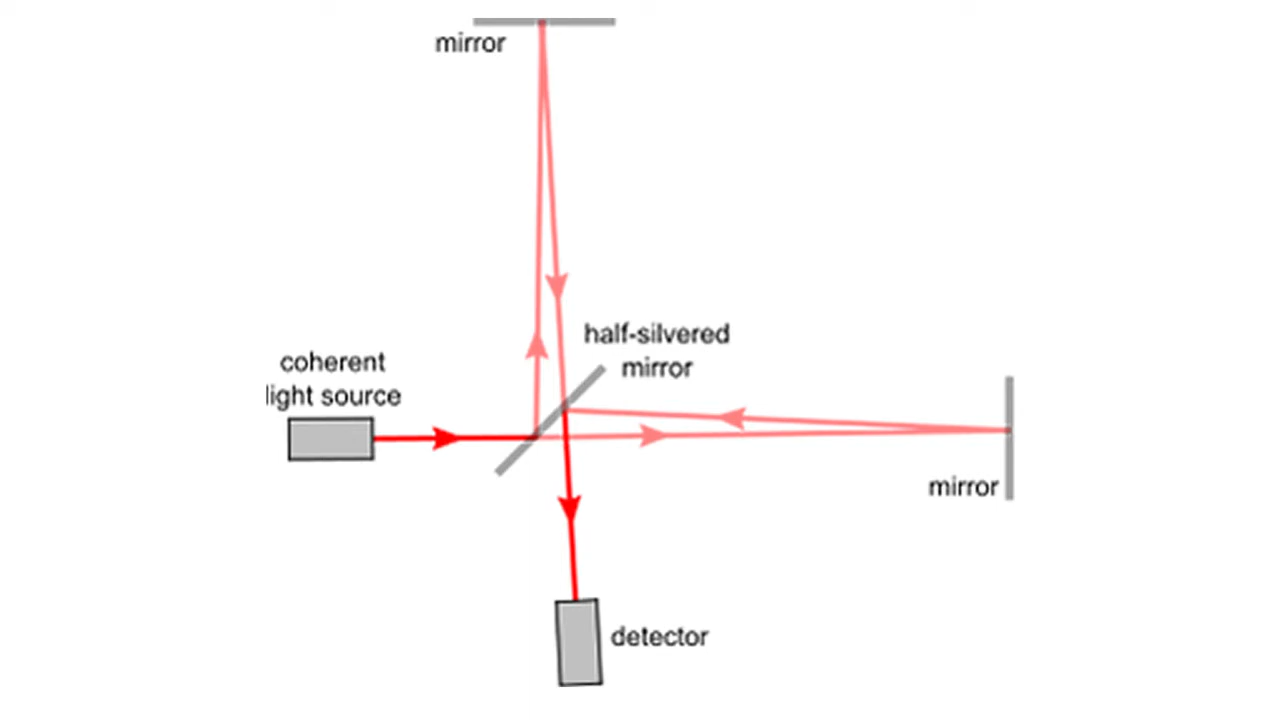 mirror
half-silvered
mirror
coherent
light source
mirror
detector